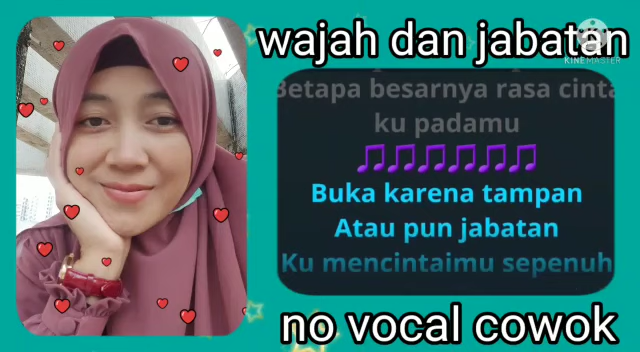 wajah dan jabatan
KINEMASTER
Betapa besarnya rasa cinta
ku padamu
Buka karena tampan
Atau pun jabatan
Ku mencintaimu sepenuh
no vocal cowok